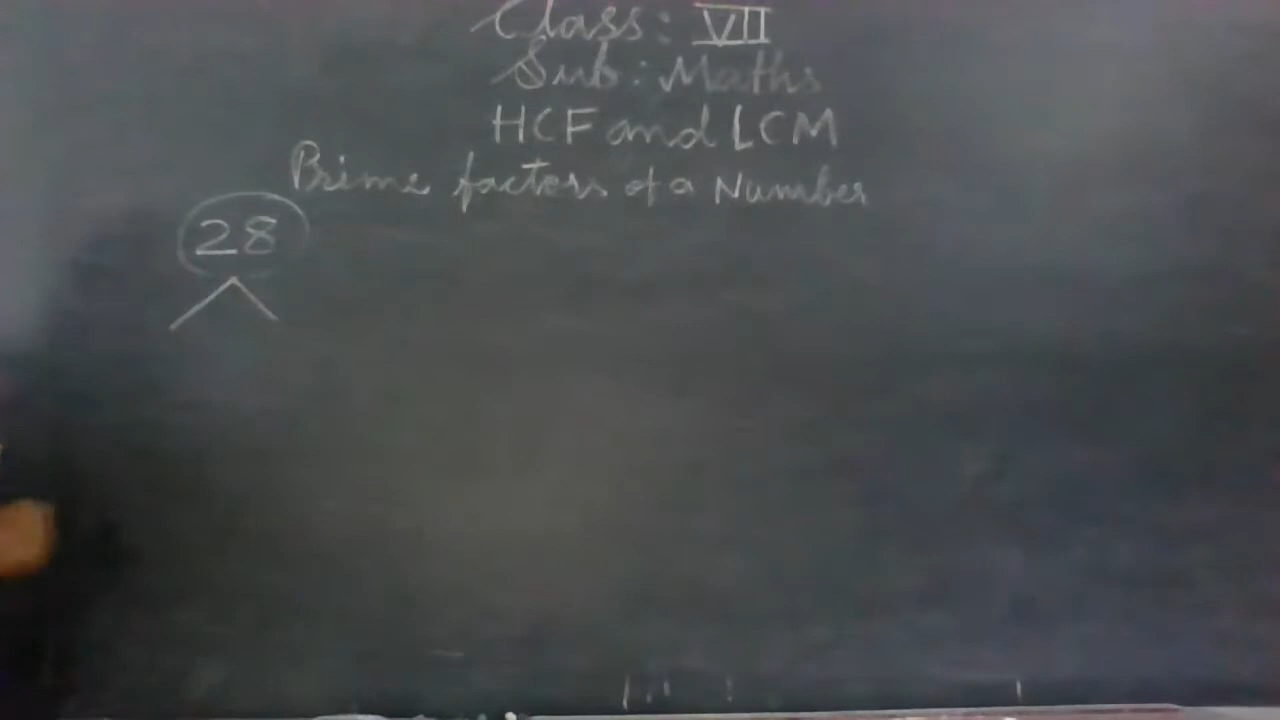 Class: VII
Sub: Maths
HCF and LCM
Prime factors of a Number
28